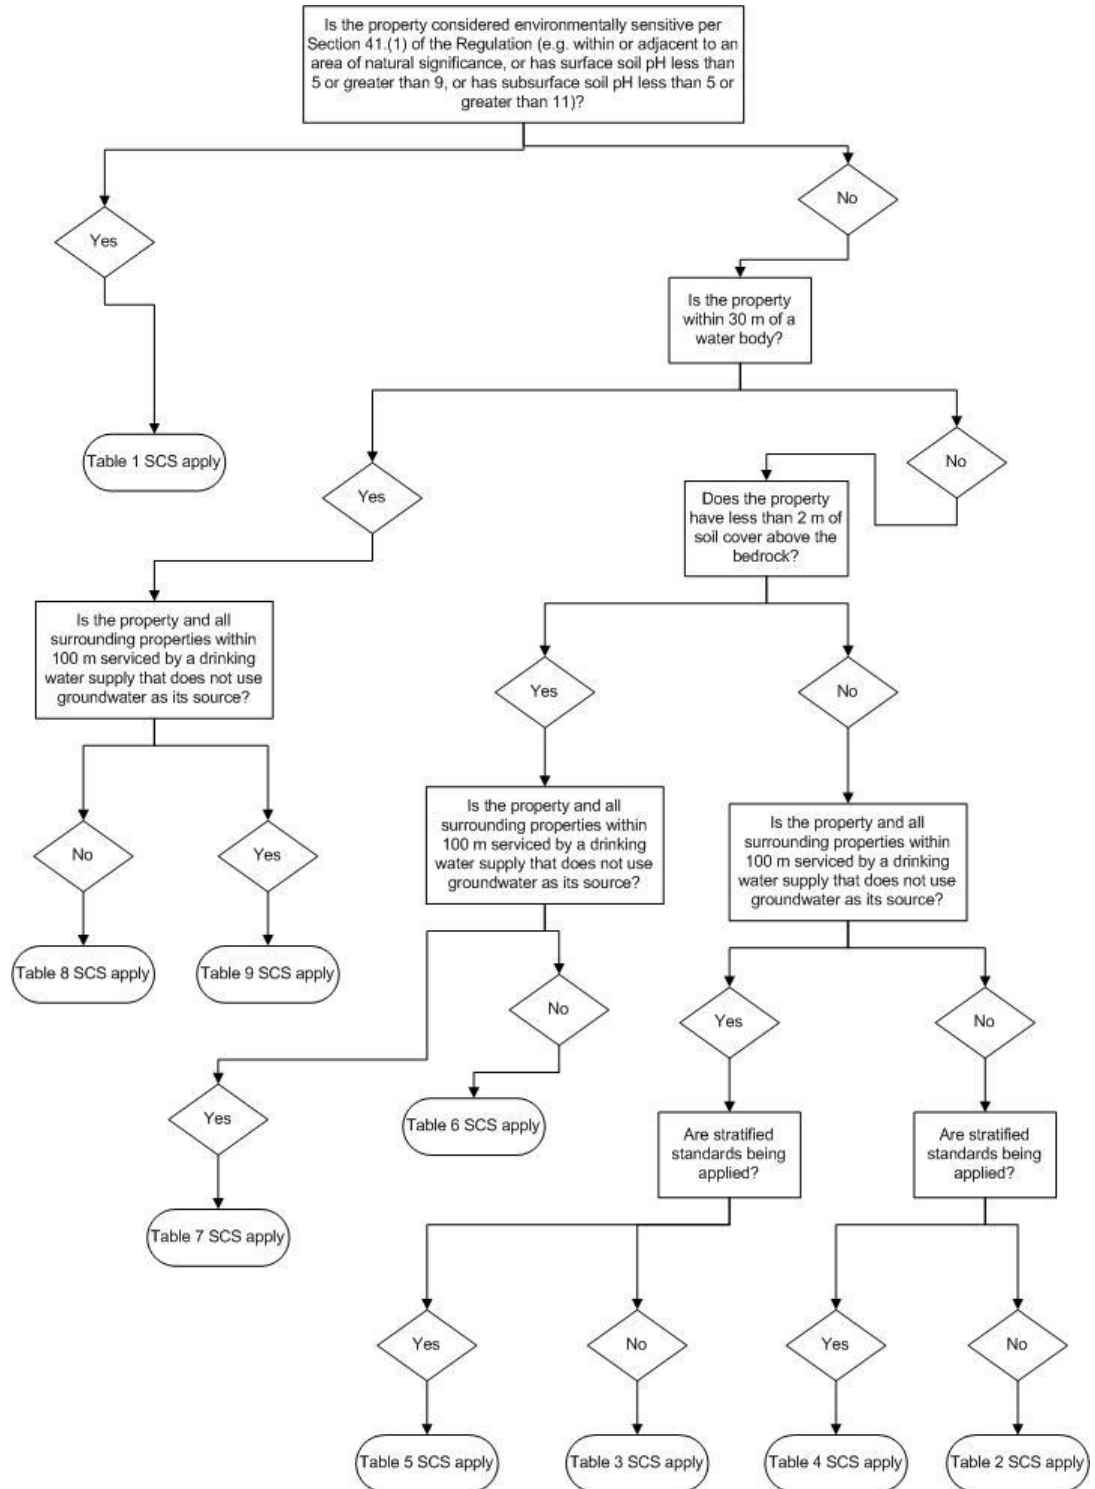 Is the property considered environmentally sensitive per
Section 41.(1) of the Regulation (e.g. within or adjacent to an
area of natural significance, or has surface soil pH less than
5 or greater than 9, or has subsurface soil pH less than 5 or
greater than 11)?
Yes
No
Is the property
within 30 m of a
water body?
Table 1 SCS apply
Yes
No
Does the property
have less than 2 m of
soil cover above the
bedrock?
Is the property and all
surrounding properties within
100 m serviced by a drinking
water supply that does not use
groundwater as its source?
Yes
No
Is the property and all
surrounding properties within
100 m serviced by a drinking
water supply that does not use
groundwater as its source?
Is the property and all
surrounding properties within
100 m serviced by a drinking
water supply that does not use
groundwater as its source?
No
Yes
Table 8 SCS apply
Table 9 SCS apply
No
Yes
No
Yes
Table 6 SCS apply
Are stratified
standards being
applied?
Are stratified
standards being
applied?
Table 7 SCS apply
Yes
No
Yes
No
Table 5 SCS apply
Table 3 SCS apply
Table 4 SCS apply
Table 2 SCS apply